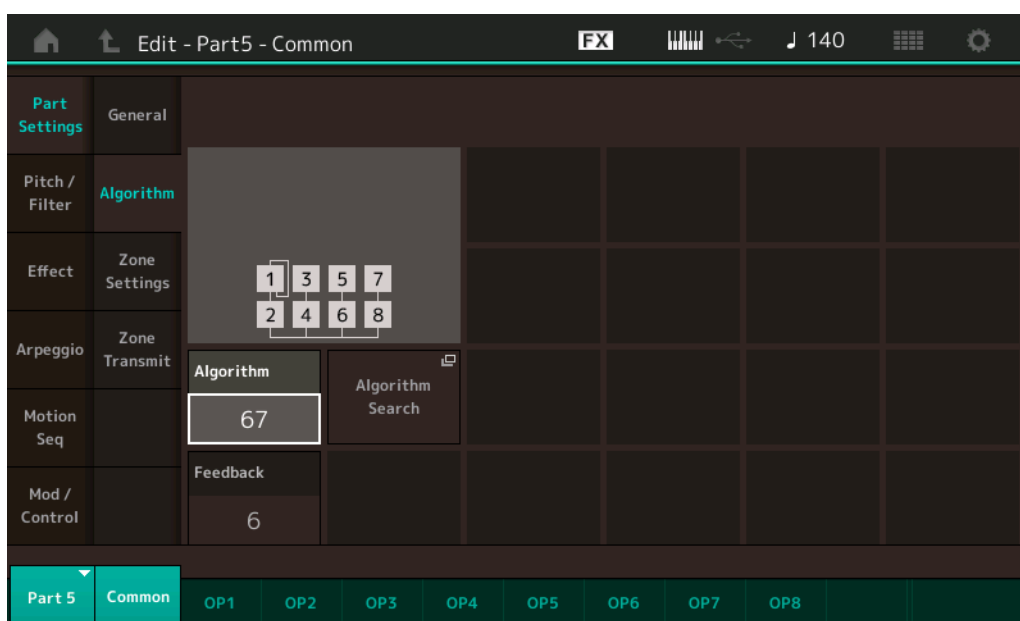 Edit - Part5 - Common
FX
♩ 140
Part
Settings
General
Pitch /
Filter
Algorithm
Effect
Zone
Settings
1 3 5 7
2 4 6 8
Arpeggio
Zone
Transmit
Algorithm
67
Algorithm
Search
Motion
Seq
Feedback
6
Mod /
Control
Part 5
Common
OP1 OP2 OP3 OP4 OP5 OP6 OP7 OP8